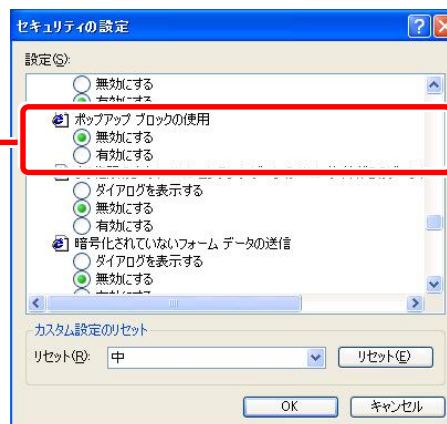 セキュリティの設定
設定(S):
無効にする
有効にする
ポップアップ ブロックの使用
無効にする
有効にする
ダイアログを表示する
無効にする
有効にする
暗号化されていないフォーム データの送信
ダイアログを表示する
無効にする
カスタム設定のリセット
リセット(R):
中
リセット(E)
OK
キャンセル